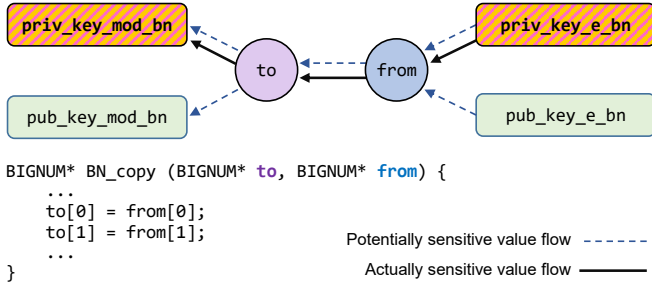 priv_key_mod_bn
priv_key_e_bn
to
from
pub_key_mod_bn
pub_key_e_bn
BIGNUM* BN_copy (BIGNUM* to, BIGNUM* from) {
...
to[0] = from[0];
to[1] = from[1];
...
}
Potentially sensitive value flow
Actually sensitive value flow